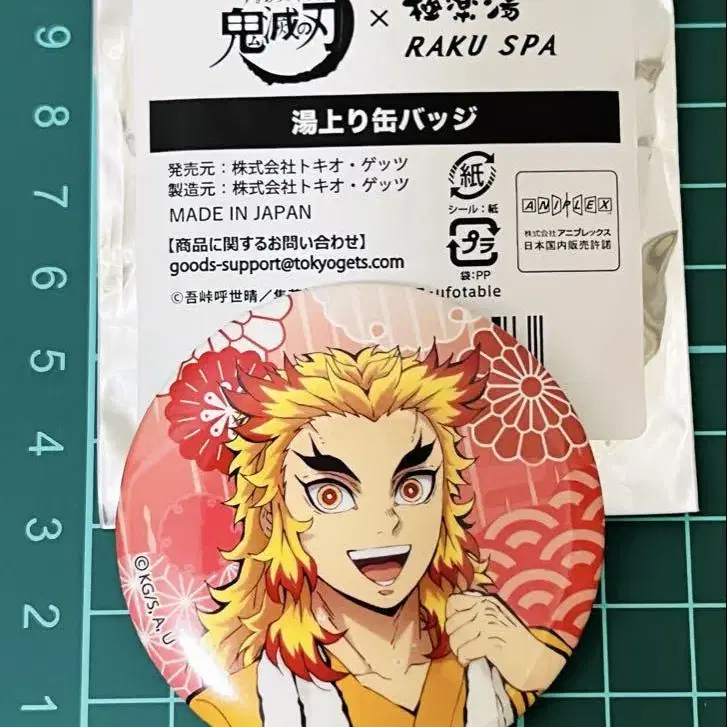 鬼滅の刃 × 極楽湯
RAKU SPA
湯上り缶バッジ
発売元：株式会社トキオ・ゲッツ
製造元：株式会社トキオ・ゲッツ
MADE IN JAPAN
【商品に関するお問い合わせ】
goods-support@tokyogets.com
©吾峠呼世晴／集
ufotable
紙
シール：紙
プラ
袋：PP
ANIPLEX
株式会社アニプレックス
日本国内販売許諾
©KG/S,A,U
9
8
7
6
5
4
3
2
1